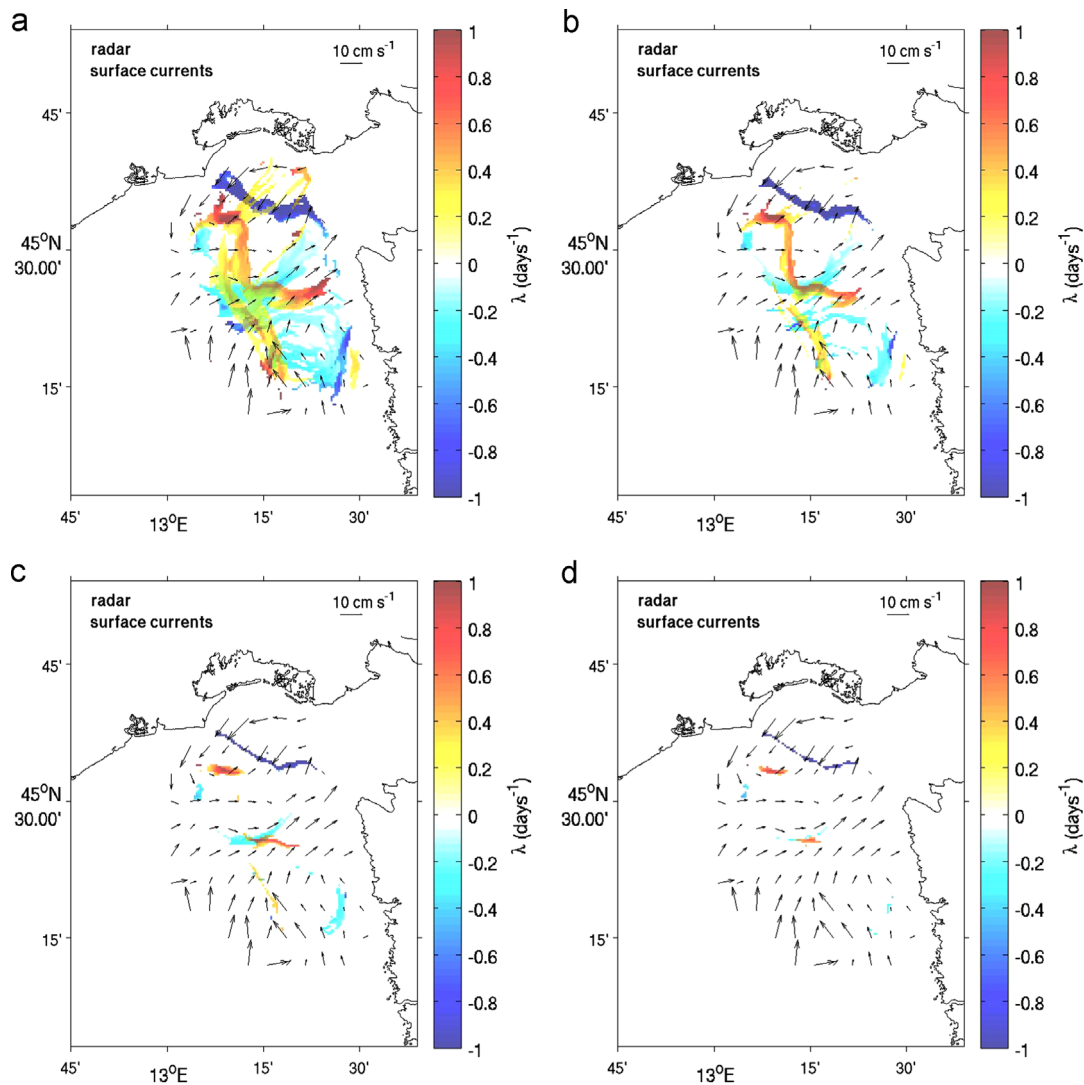 a
radar
surface currents
10 cm s⁻¹
45'
45°N
30.00'
15'
45'
13°E
15'
30'
1
0.8
0.6
0.4
0.2
0
-0.2
-0.4
-0.6
-0.8
-1
λ (days⁻¹)
b
radar
surface currents
10 cm s⁻¹
45'
45°N
30.00'
15'
45'
13°E
15'
30'
1
0.8
0.6
0.4
0.2
0
-0.2
-0.4
-0.6
-0.8
-1
λ (days⁻¹)
c
radar
surface currents
10 cm s⁻¹
45'
45°N
30.00'
15'
45'
13°E
15'
30'
1
0.8
0.6
0.4
0.2
0
-0.2
-0.4
-0.6
-0.8
-1
λ (days⁻¹)
d
radar
surface currents
10 cm s⁻¹
45'
45°N
30.00'
15'
45'
13°E
15'
30'
1
0.8
0.6
0.4
0.2
0
-0.2
-0.4
-0.6
-0.8
-1
λ (days⁻¹)